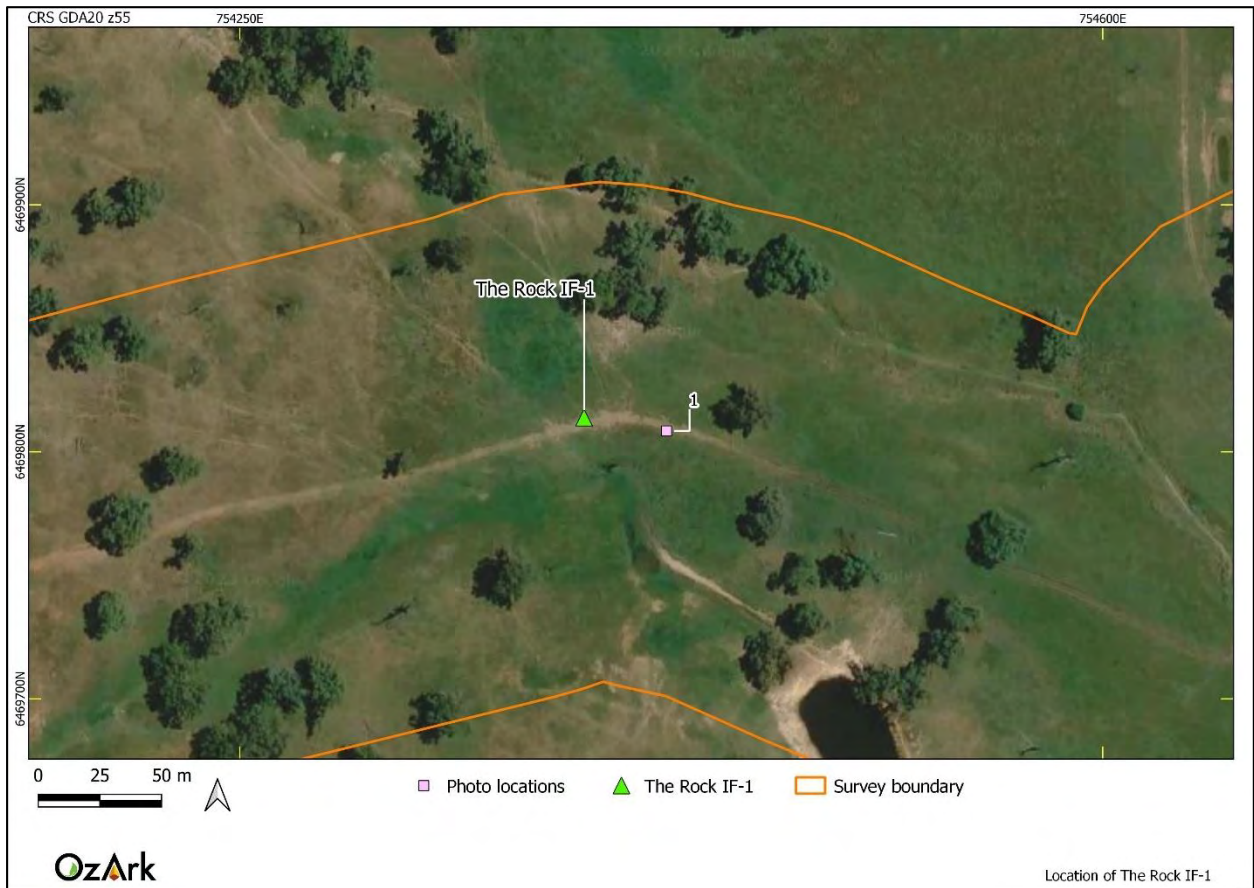 CRS GDA20 z55
754250E
754600E
6469900N
6469800N
6469700N
The Rock IF-1
1
0 25 50 m
Photo locations
The Rock IF-1
Survey boundary
OzArk
Location of The Rock IF-1